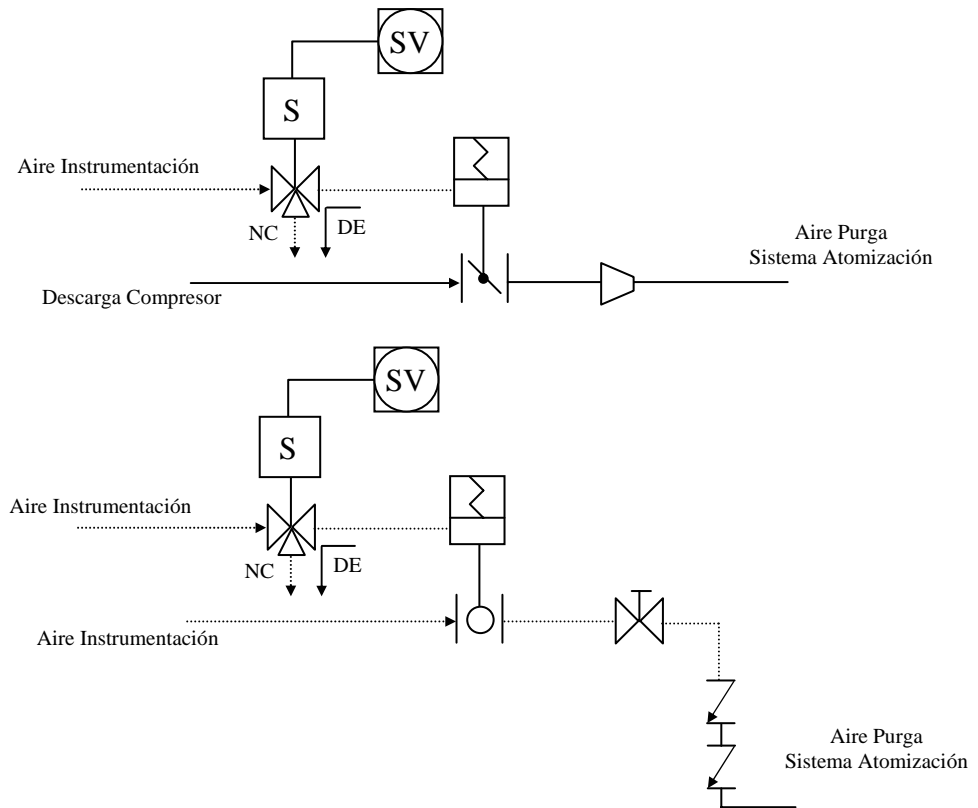 SV
S
Aire Instrumentación
NC
DE
Aire Purga
Sistema Atomización
Descarga Compresor
SV
S
Aire Instrumentación
NC
DE
Aire Instrumentación
Aire Purga
Sistema Atomización